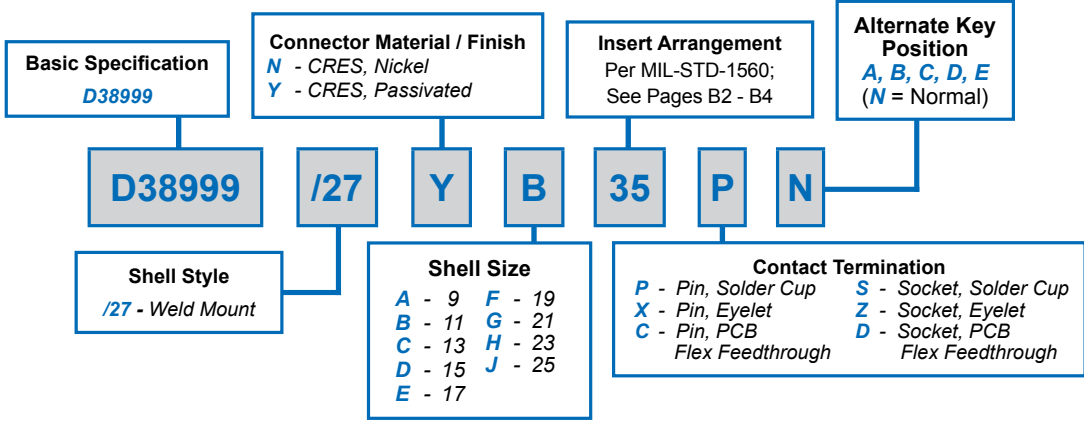 Basic Specification
D38999
Connector Material / Finish
N - CRES, Nickel
Y - CRES, Passivated
Insert Arrangement
Per MIL-STD-1560;
See Pages B2 - B4
Alternate Key
Position
A, B, C, D, E
(N = Normal)
D38999 /27 Y B 35 P N
Shell Style
/27 - Weld Mount
Shell Size
A - 9 F - 19
B - 11 G - 21
C - 13 H - 23
D - 15 J - 25
E - 17
Contact Termination
P - Pin, Solder Cup S - Socket, Solder Cup
X - Pin, Eyelet Z - Socket, Eyelet
C - Pin, PCB D - Socket, PCB
Flex Feedthrough Flex Feedthrough